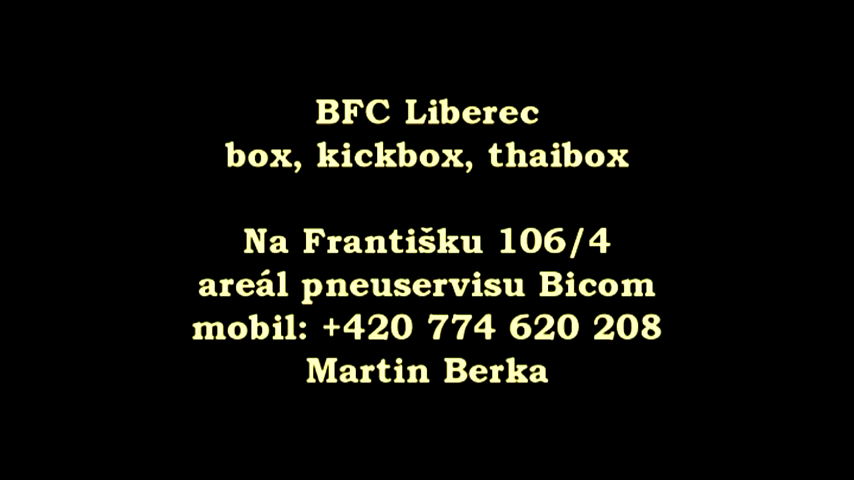 BFC Liberec
box, kickbox, thaibox
Na Františku 106/4
areál pneuservisu Bicom
mobil: +420 774 620 208
Martin Berka